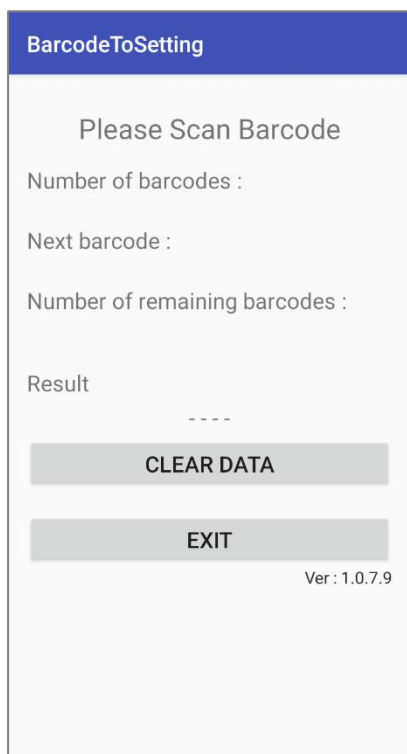 BarcodeToSetting
Please Scan Barcode
Number of barcodes :
Next barcode :
Number of remaining barcodes :
Result
- - - -
CLEAR DATA
EXIT
Ver : 1.0.7.9